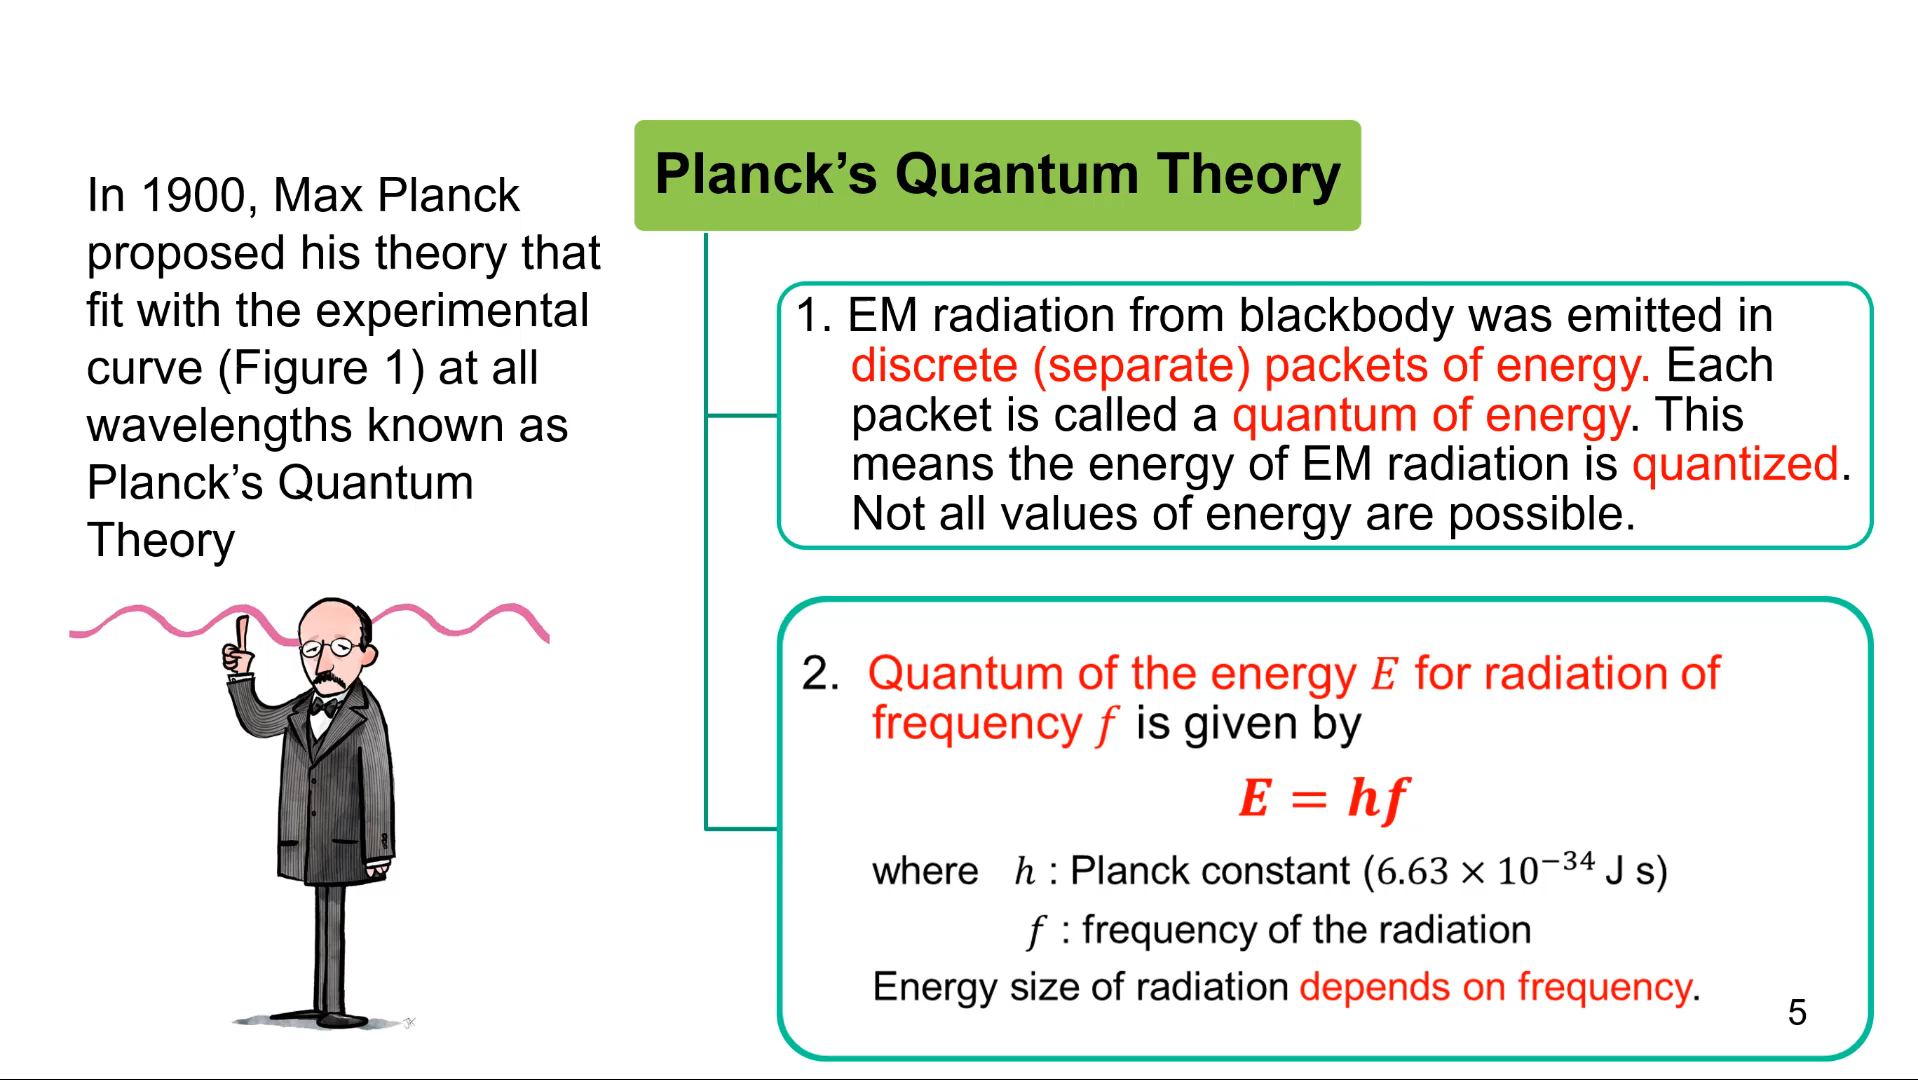 Planck’s Quantum Theory
In 1900, Max Planck
proposed his theory that
fit with the experimental
curve (Figure 1) at all
wavelengths known as
Planck’s Quantum
Theory
1. EM radiation from blackbody was emitted in
discrete (separate) packets of energy. Each
packet is called a quantum of energy. This
means the energy of EM radiation is quantized.
Not all values of energy are possible.
2. Quantum of the energy E for radiation of
frequency f is given by
E = hf
where h : Planck constant (6.63 × 10⁻³⁴ J s)
f : frequency of the radiation
Energy size of radiation depends on frequency.
5